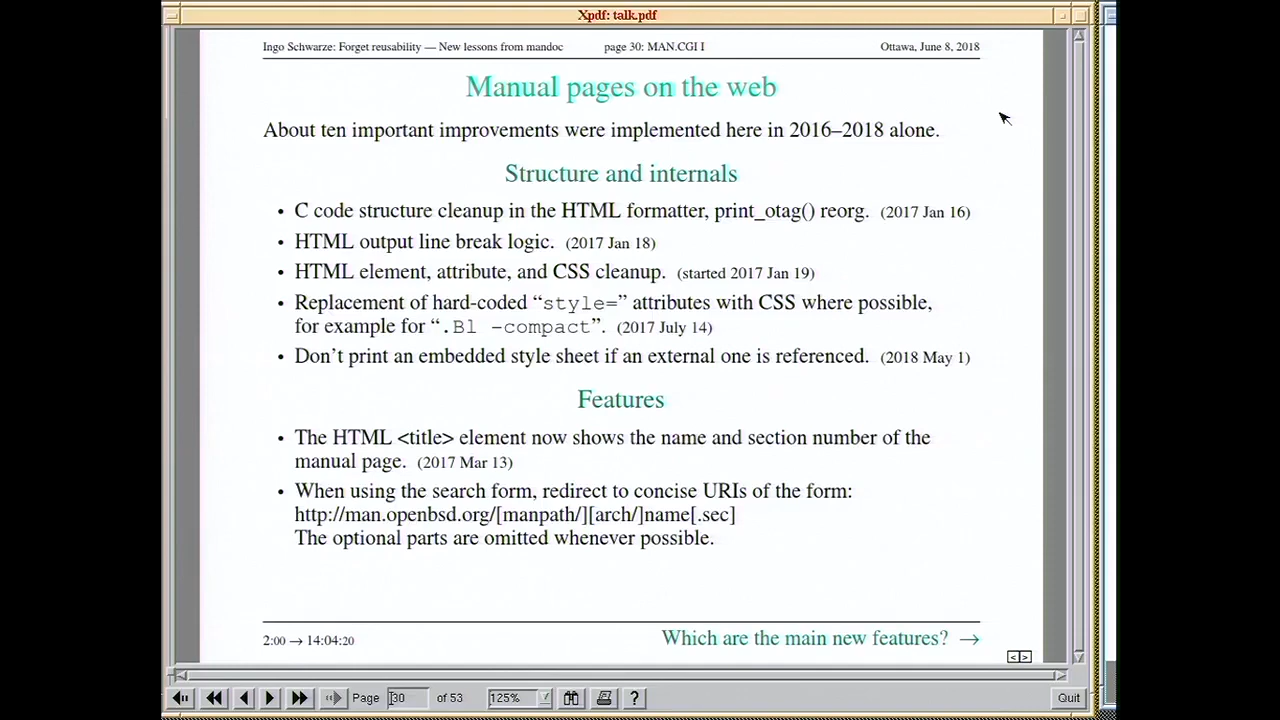 Xpdf: talk.pdf
Ingo Schwarze: Forget reusability — New lessons from mandoc page 30: MAN.CGI I Ottawa, June 8, 2018
Manual pages on the web
About ten important improvements were implemented here in 2016–2018 alone.
Structure and internals
• C code structure cleanup in the HTML formatter, print_otag() reorg. (2017 Jan 16)
• HTML output line break logic. (2017 Jan 18)
• HTML element, attribute, and CSS cleanup. (started 2017 Jan 19)
• Replacement of hard-coded “style=” attributes with CSS where possible,
for example for “.Bl -compact”. (2017 July 14)
• Don’t print an embedded style sheet if an external one is referenced. (2018 May 1)
Features
• The HTML <title> element now shows the name and section number of the
manual page. (2017 Mar 13)
• When using the search form, redirect to concise URIs of the form:
http://man.openbsd.org/[manpath/][arch/]name[.sec]
The optional parts are omitted whenever possible.
2:00 → 14:04:20 Which are the main new features? →
Page 30 of 53 125% ? Quit